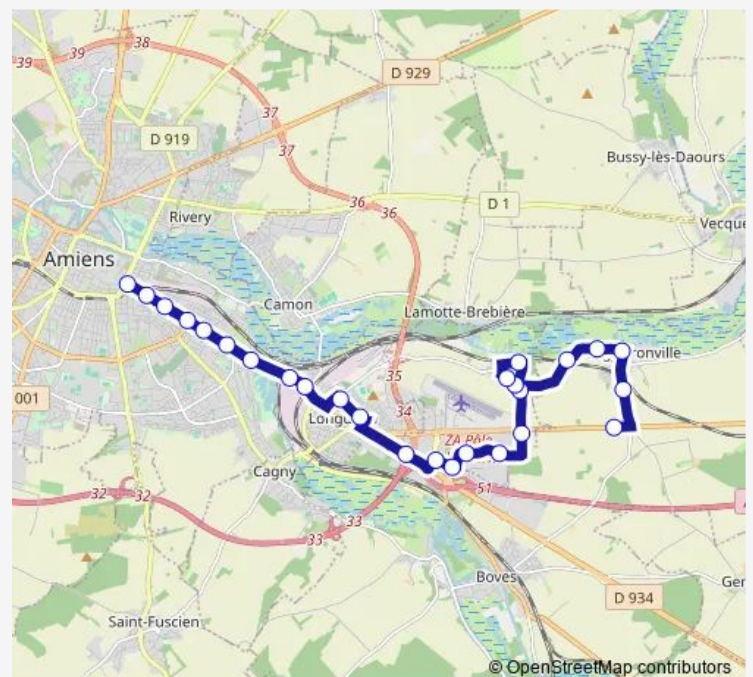 38
39
39
D 929
37
D 919
37
Bussy-lès-Daours
D 1
36
36
Rivery
Vecque
Amiens
Camon
Lamotte-Brebière
ronville
35
001
34
Longu
ZA Pôle
Cagny
32
32
51
33
33
Boves
Ger
D 934
Saint-Fuscien
© OpenStreetMap contributors